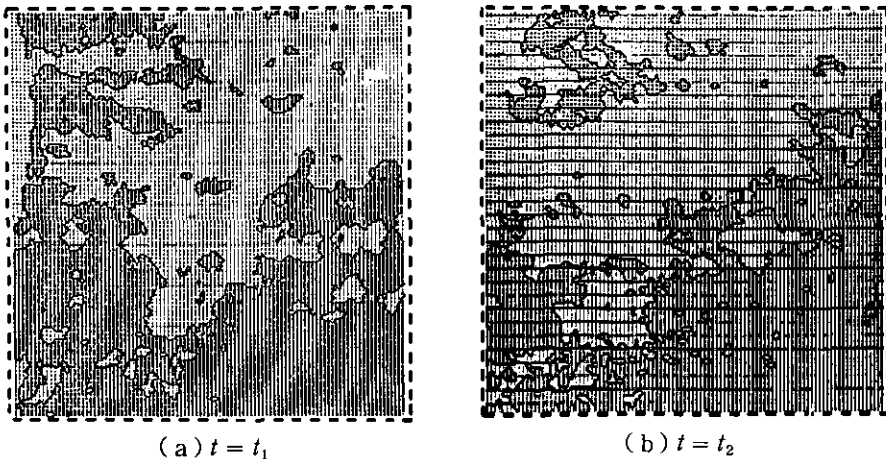 (a) t = t₁
(b) t = t₂